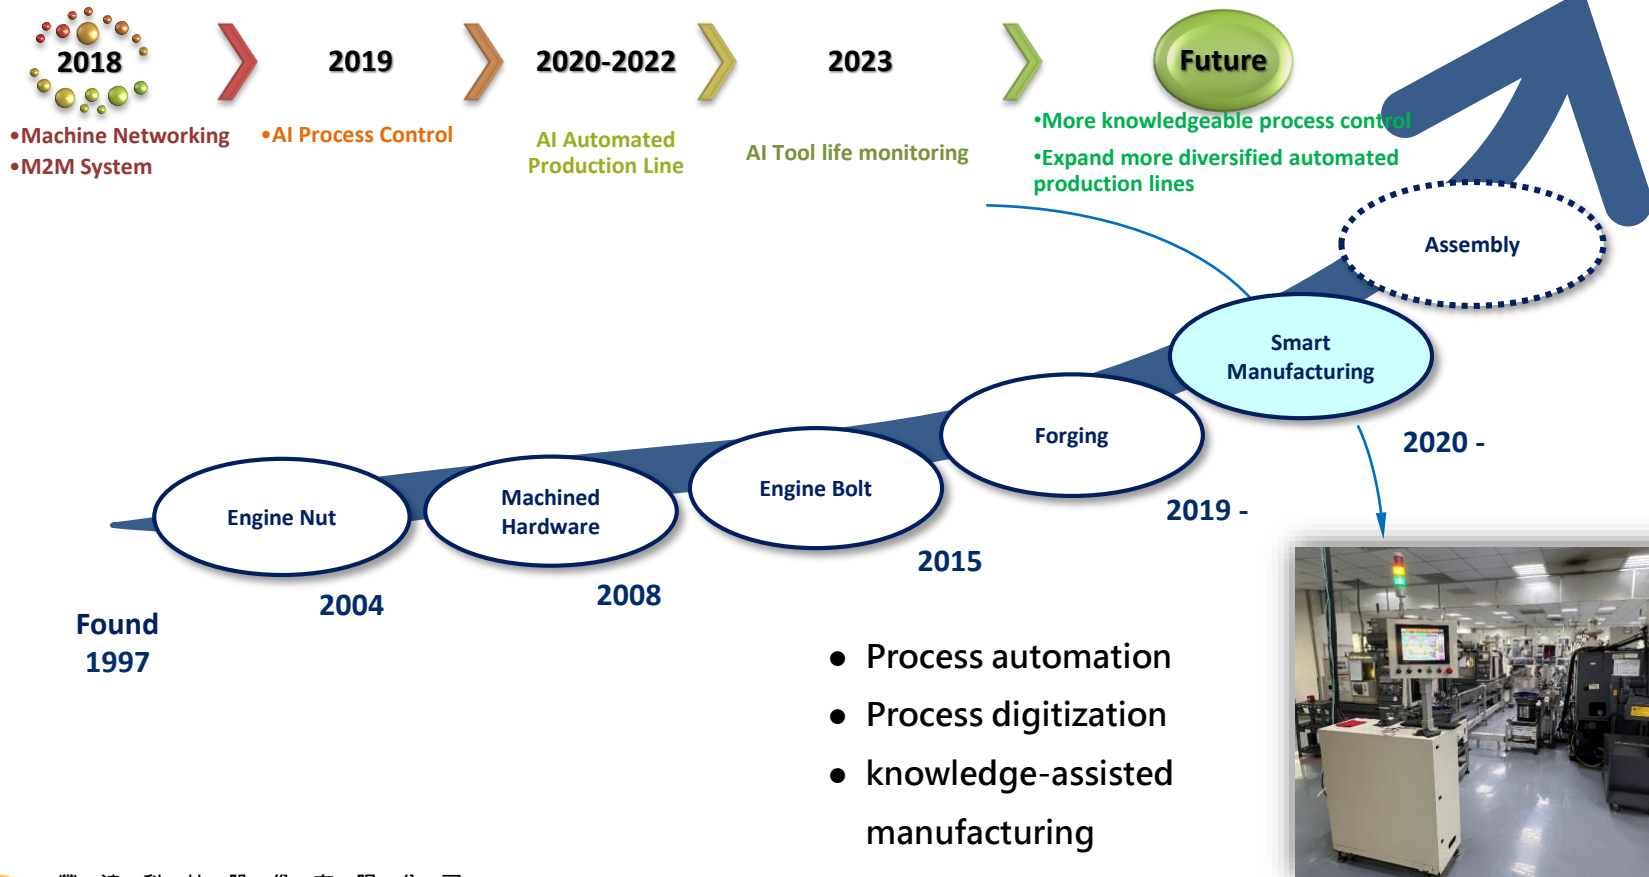 2018
2019
2020-2022
2023
Future
•Machine Networking
•M2M System
•AI Process Control
AI Automated
Production Line
AI Tool life monitoring
•More knowledgeable process control
•Expand more diversified automated
production lines
Assembly
Smart
Manufacturing
2020 -
Forging
2019 -
Engine Bolt
2015
Machined
Hardware
2008
Engine Nut
2004
Found
1997
● Process automation
● Process digitization
● knowledge-assisted
manufacturing